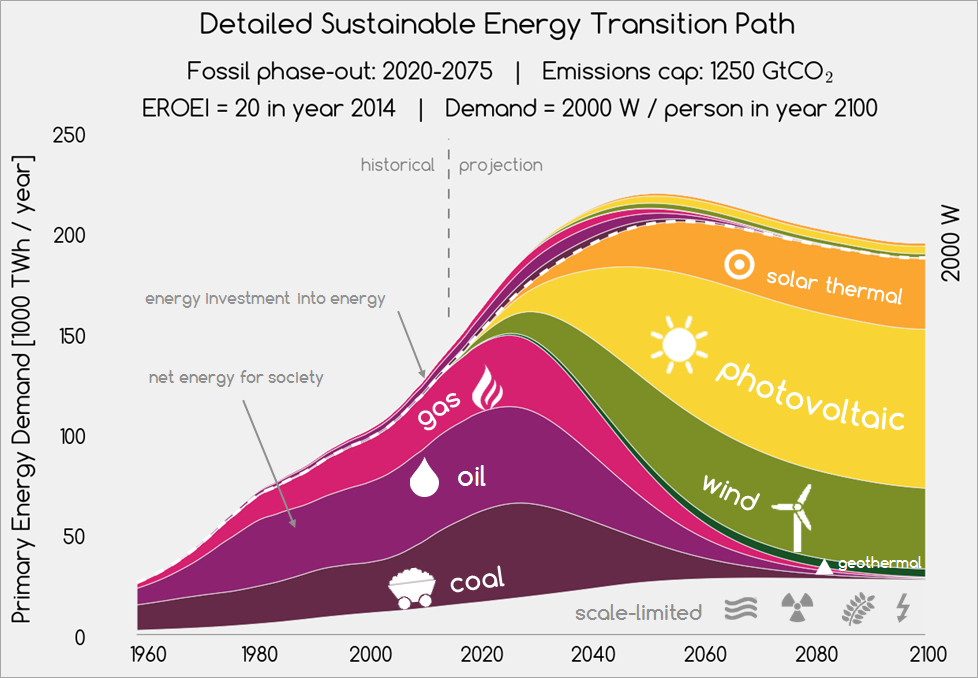 Detailed Sustainable Energy Transition Path
Fossil phase-out: 2020-2075 | Emissions cap: 1250 GtCO₂
EROEI = 20 in year 2014 | Demand = 2000 W / person in year 2100
Primary Energy Demand [1000 TWh / year]
250
200
150
100
50
0
historical
projection
2000 W
energy investment into energy
net energy for society
solar thermal
photovoltaic
gas
oil
wind
coal
geothermal
scale-limited
1960 1980 2000 2020 2040 2060 2080 2100